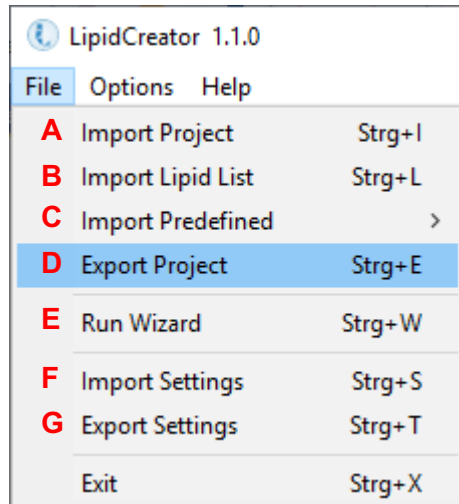 LipidCreator 1.1.0
File Options Help
A Import Project Strg+I
B Import Lipid List Strg+L
C Import Predefined >
D Export Project Strg+E
E Run Wizard Strg+W
F Import Settings Strg+S
G Export Settings Strg+T
Exit Strg+X